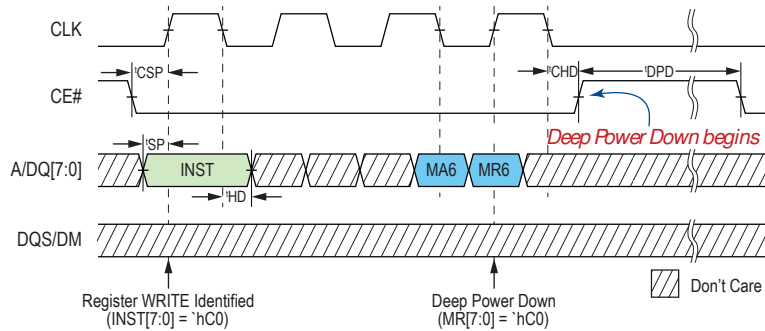 CLK
tCSP
tCHD
tDPD
CE#
Deep Power Down begins
tSP
A/DQ[7:0]
INST
MA6
MR6
tHD
DQS/DM
Register WRITE Identified
(INST[7:0] = `hC0)
Deep Power Down
(MR[7:0] = `hC0)
Don't Care